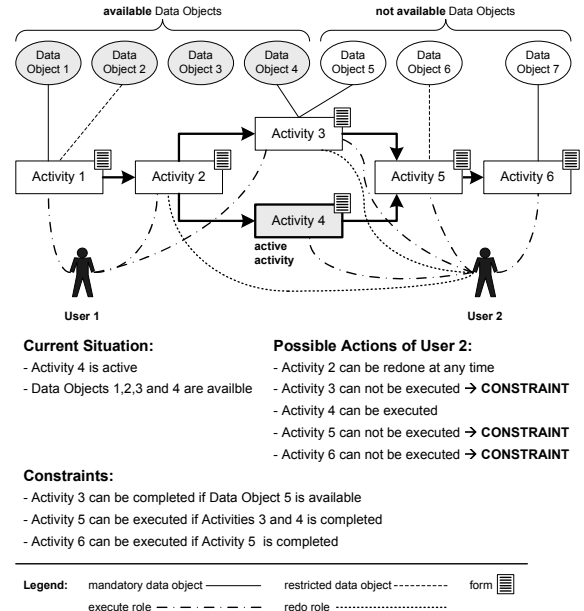 available Data Objects
not available Data Objects
Data Object 1
Data Object 2
Data Object 3
Data Object 4
Data Object 5
Data Object 6
Data Object 7
Activity 3
Activity 1
Activity 2
Activity 5
Activity 6
Activity 4
active
activity
User 1
User 2
Current Situation:
- Activity 4 is active
- Data Objects 1,2,3 and 4 are availble
Possible Actions of User 2:
- Activity 2 can be redone at any time
- Activity 3 can not be executed → CONSTRAINT
- Activity 4 can be executed
- Activity 5 can not be executed → CONSTRAINT
- Activity 6 can not be executed → CONSTRAINT
Constraints:
- Activity 3 can be completed if Data Object 5 is available
- Activity 5 can be executed if Activities 3 and 4 is completed
- Activity 6 can be executed if Activity 5 is completed
Legend: mandatory data object restricted data object form
execute role redo role